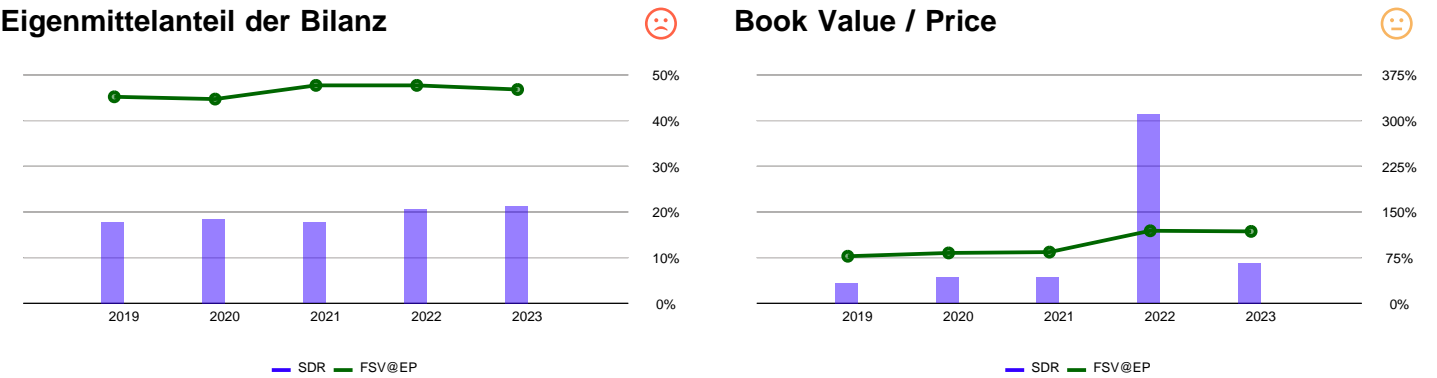 Eigenmittelanteil der Bilanz
50%
40%
30%
20%
10%
0%
2019 2020 2021 2022 2023
SDR FSV@EP
Book Value / Price
375%
300%
225%
150%
75%
0%
2019 2020 2021 2022 2023
SDR FSV@EP